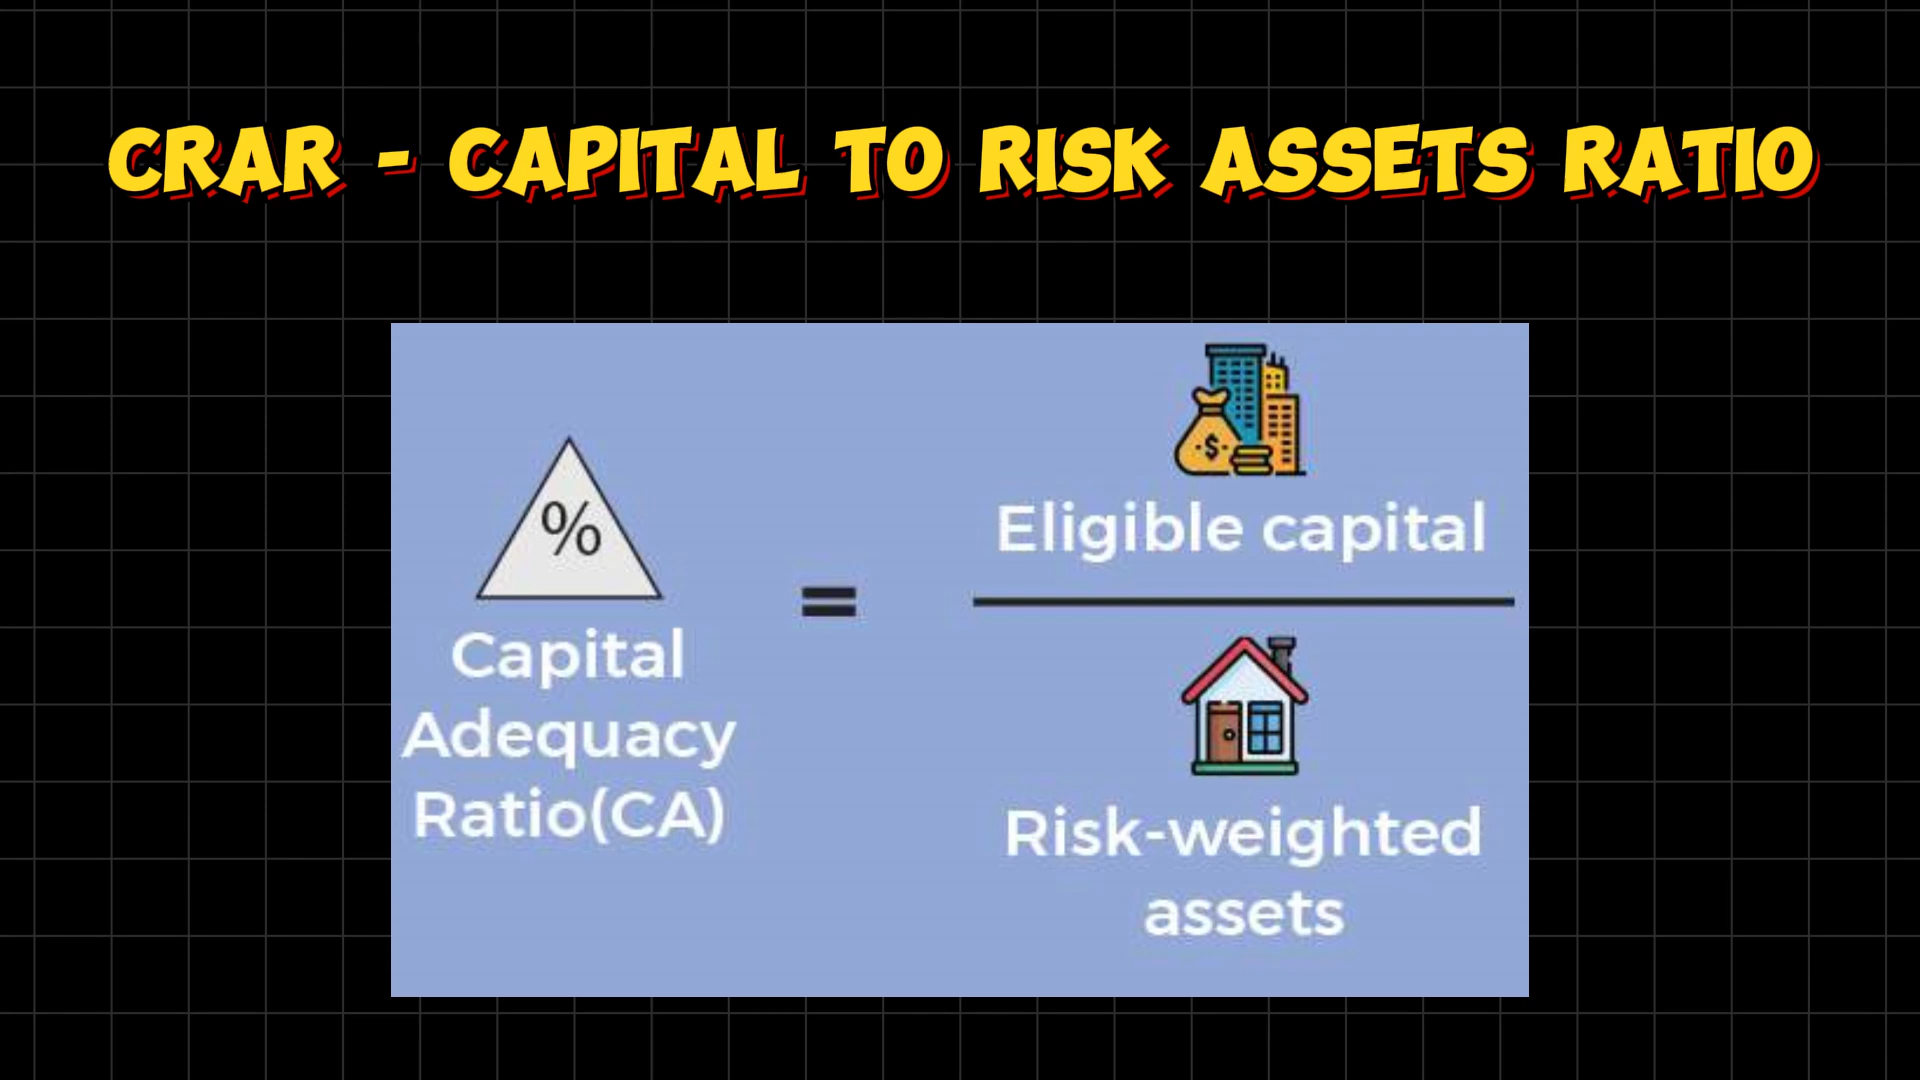 CRAR - CAPITAL TO RISK ASSETS RATIO
%
Capital
Adequacy
Ratio(CA)
=
$
Eligible capital
Risk-weighted
assets